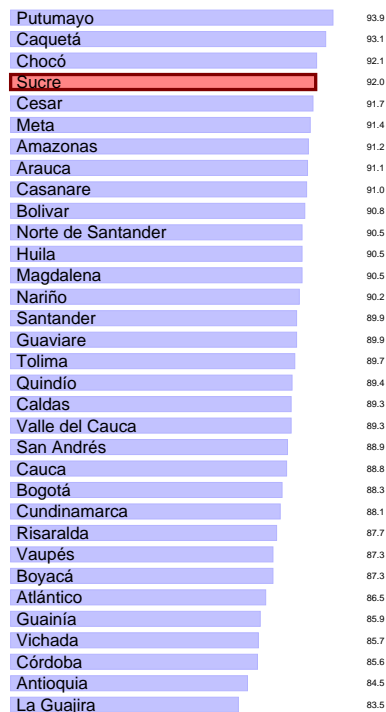 Putumayo 93.9
Caquetá 93.1
Chocó 92.1
Sucre 92.0
Cesar 91.7
Meta 91.4
Amazonas 91.2
Arauca 91.1
Casanare 91.0
Bolivar 90.8
Norte de Santander 90.5
Huila 90.5
Magdalena 90.5
Nariño 90.2
Santander 89.9
Guaviare 89.9
Tolima 89.7
Quindío 89.4
Caldas 89.3
Valle del Cauca 89.3
San Andrés 88.9
Cauca 88.8
Bogotá 88.3
Cundinamarca 88.1
Risaralda 87.7
Vaupés 87.3
Boyacá 87.3
Atlántico 86.5
Guainía 85.9
Vichada 85.7
Córdoba 85.6
Antioquia 84.5
La Guajira 83.5